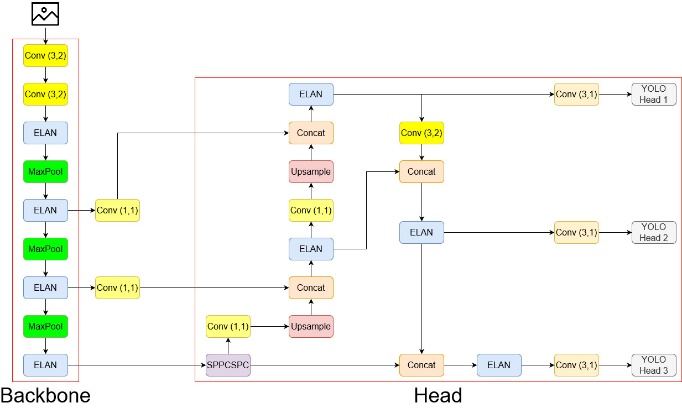 Conv (3,2)
Conv (3,2)
ELAN
MaxPool
ELAN
Conv (1,1)
MaxPool
ELAN
Conv (1,1)
MaxPool
ELAN
Backbone
ELAN
Conv (3,1)
YOLO
Head 1
Concat
Conv (3,2)
Upsample
Concat
Conv (1,1)
ELAN
Conv (3,1)
YOLO
Head 2
ELAN
Concat
Conv (1,1)
Upsample
SPPCSPC
Concat
ELAN
Conv (3,1)
YOLO
Head 3
Head